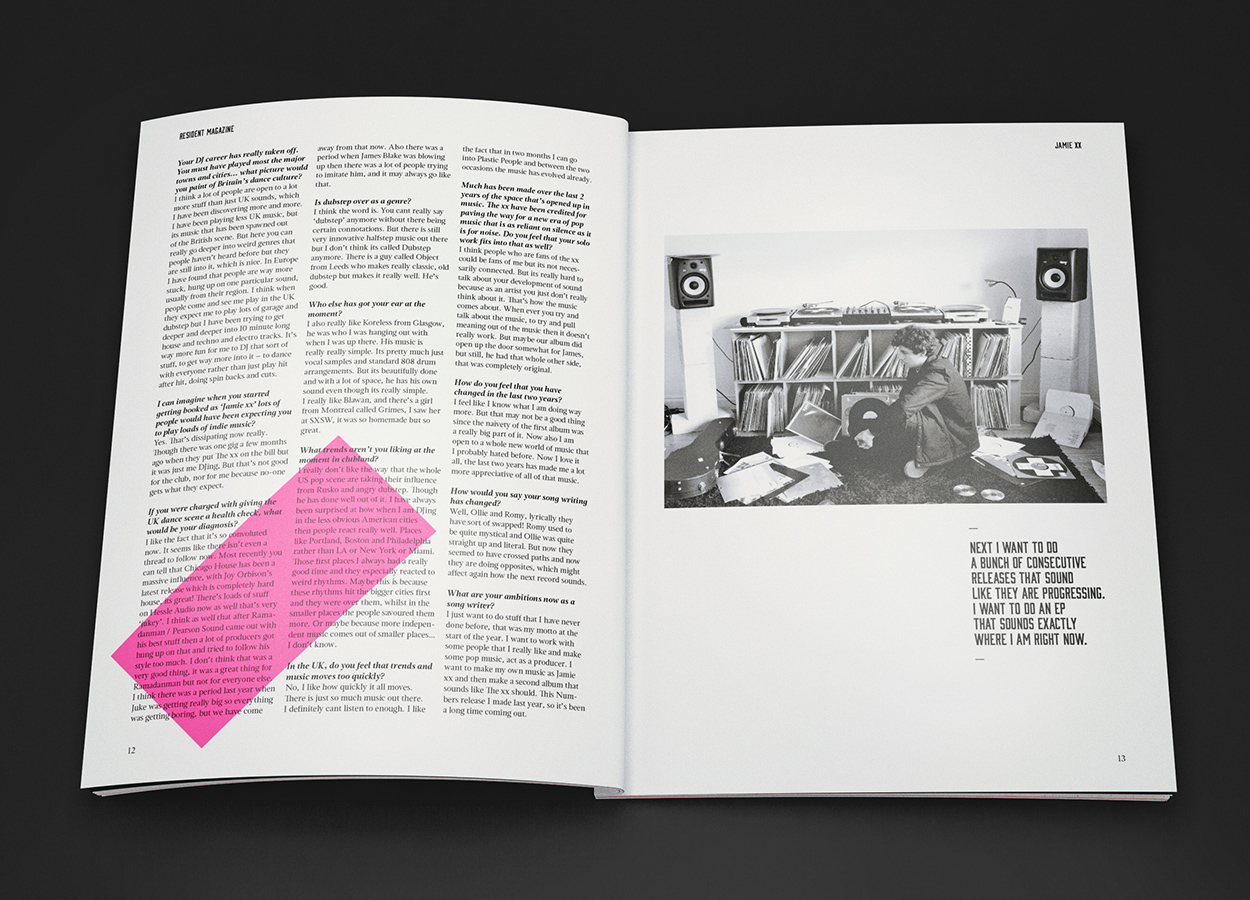 RESIDENT MAGAZINE
Your DJ career has really taken off.
You must have played most the major
towns and cities... what picture would
you paint of Britain's dance culture?
I think a lot of people are open to a lot
more stuff than just UK sounds, which
I have been discovering more and more.
I have been playing less UK music, but
its music that has been spawned out
of the British scene. But here you can
really go deeper into weird genres that
people haven't heard before but they
are still into it, which is nice. In Europe
I have found that people are way more
stuck, hung up on one particular sound,
usually from their region. I think when
people come and see me play in the UK
they expect me to play lots of garage and
dubstep but I have been trying to get
deeper and deeper into 10 minute long
house and techno and electro tracks. It's
way more fun for me to DJ that sort of
stuff, to get way more into it – to dance
with everyone rather than just play hit
after hit, doing spin backs and cuts.
I can imagine when you started
getting booked as 'Jamie xx' lots of
people would have been expecting you
to play loads of indie music?
Yes. That's dissipating now really.
Though there was one gig a few months
ago when they put The xx on the bill but
it was just me DJing, But that's not good
for the club, nor for me because no-one
gets what they expect.
If you were charged with giving the
UK dance scene a health check, what
would be your diagnosis?
I like the fact that it's so convoluted
now. It seems like there isn't even a
thread to follow now. Most recently you
can tell that Chicago House has been a
massive influence, with Joy Orbison's
latest release which is completely hard
house, its great! There's loads of stuff
on Hessle Audio now as well that's very
'jukey'. I think as well that after Rama-
danman / Pearson Sound came out with
his best stuff then a lot of producers got
hung up on that and tried to follow his
style too much. I don't think that was a
very good thing, it was a great thing for
Ramadanman but not for everyone else.
I think there was a period last year when
Juke was getting really big so everything
was getting boring, but we have come
away from that now. Also there was a
period when James Blake was blowing
up then there was a lot of people trying
to imitate him, and it may always go like
that.
Is dubstep over as a genre?
I think the word is. You cant really say
'dubstep' anymore without there being
certain connotations. But there is still
very innovative halfstep music out there
but I don't think its called Dubstep
anymore. There is a guy called Object
from Leeds who makes really classic, old
dubstep but makes it really well. He's
good.
Who else has got your ear at the
moment?
I also really like Koreless from Glasgow,
he was who I was hanging out with
when I was up there. His music is
really really simple. Its pretty much just
vocal samples and standard 808 drum
arrangements. But its beautifully done
and with a lot of space, he has his own
sound even though its really simple.
I really like Blawan, and there's a girl
from Montreal called Grimes, I saw her
at SXSW, it was so homemade but so
great.
What trends aren't you liking at the
moment in clubland?
I really don't like the way that the whole
US pop scene are taking their influence
from Rusko and angry dubstep. Though
he has done well out of it. I have always
been surprised at how when I am DJing
in the less obvious American cities
then people react really well. Places
like Portland, Boston and Philadelphia
rather than LA or New York or Miami.
Those first places I always had a really
good time and they especially reacted to
weird rhythms. Maybe this is because
these rhythms hit the bigger cities first
and they were over them, whilst in the
smaller places the people savoured them
more. Or maybe because more indepen-
dent music comes out of smaller places...
I don't know.
In the UK, do you feel that trends and
music moves too quickly?
No, I like how quickly it all moves.
There is just so much music out there.
I definitely cant listen to enough. I like
the fact that in two months I can go
into Plastic People and between the two
occasions the music has evolved already.
Much has been made over the last 2
years of the space that's opened up in
music. The xx have been credited for
paving the way for a new era of pop
music that is as reliant on silence as it
is for noise. Do you feel that your solo
work fits into that as well?
I think people who are fans of the xx
could be fans of me but its not neces-
sarily connected. But its really hard to
talk about your development of sound
because as an artist you just don't really
think about it. That's how the music
comes about. When ever you try and
talk about the music, to try and pull
meaning out of the music then it doesn't
really work. But maybe our album did
open up the door somewhat for James,
but still, he had that whole other side,
that was completely original.
How do you feel that you have
changed in the last two years?
I feel like I know what I am doing way
more. But that may not be a good thing
since the naivety of the first album was
a really big part of it. Now also I am
open to a whole new world of music that
I probably hated before. Now I love it
all, the last two years has made me a lot
more appreciative of all of that music.
How would you say your song writing
has changed?
Well, Ollie and Romy, lyrically they
have sort of swapped! Romy used to
be quite mystical and Ollie was quite
straight up and literal. But now they
seemed to have crossed paths and now
they are doing opposites, which might
affect again how the next record sounds.
What are your ambitions now as a
song writer?
I just want to do stuff that I have never
done before, that was my motto at the
start of the year. I want to work with
some people that I really like and make
some pop music, act as a producer. I
want to make my own music as Jamie
xx and then make a second album that
sounds like The xx should. This Num-
bers release I made last year, so it's been
a long time coming out.
12
JAMIE XX
NEXT I WANT TO DO
A BUNCH OF CONSECUTIVE
RELEASES THAT SOUND
LIKE THEY ARE PROGRESSING.
I WANT TO DO AN EP
THAT SOUNDS EXACTLY
WHERE I AM RIGHT NOW.
13